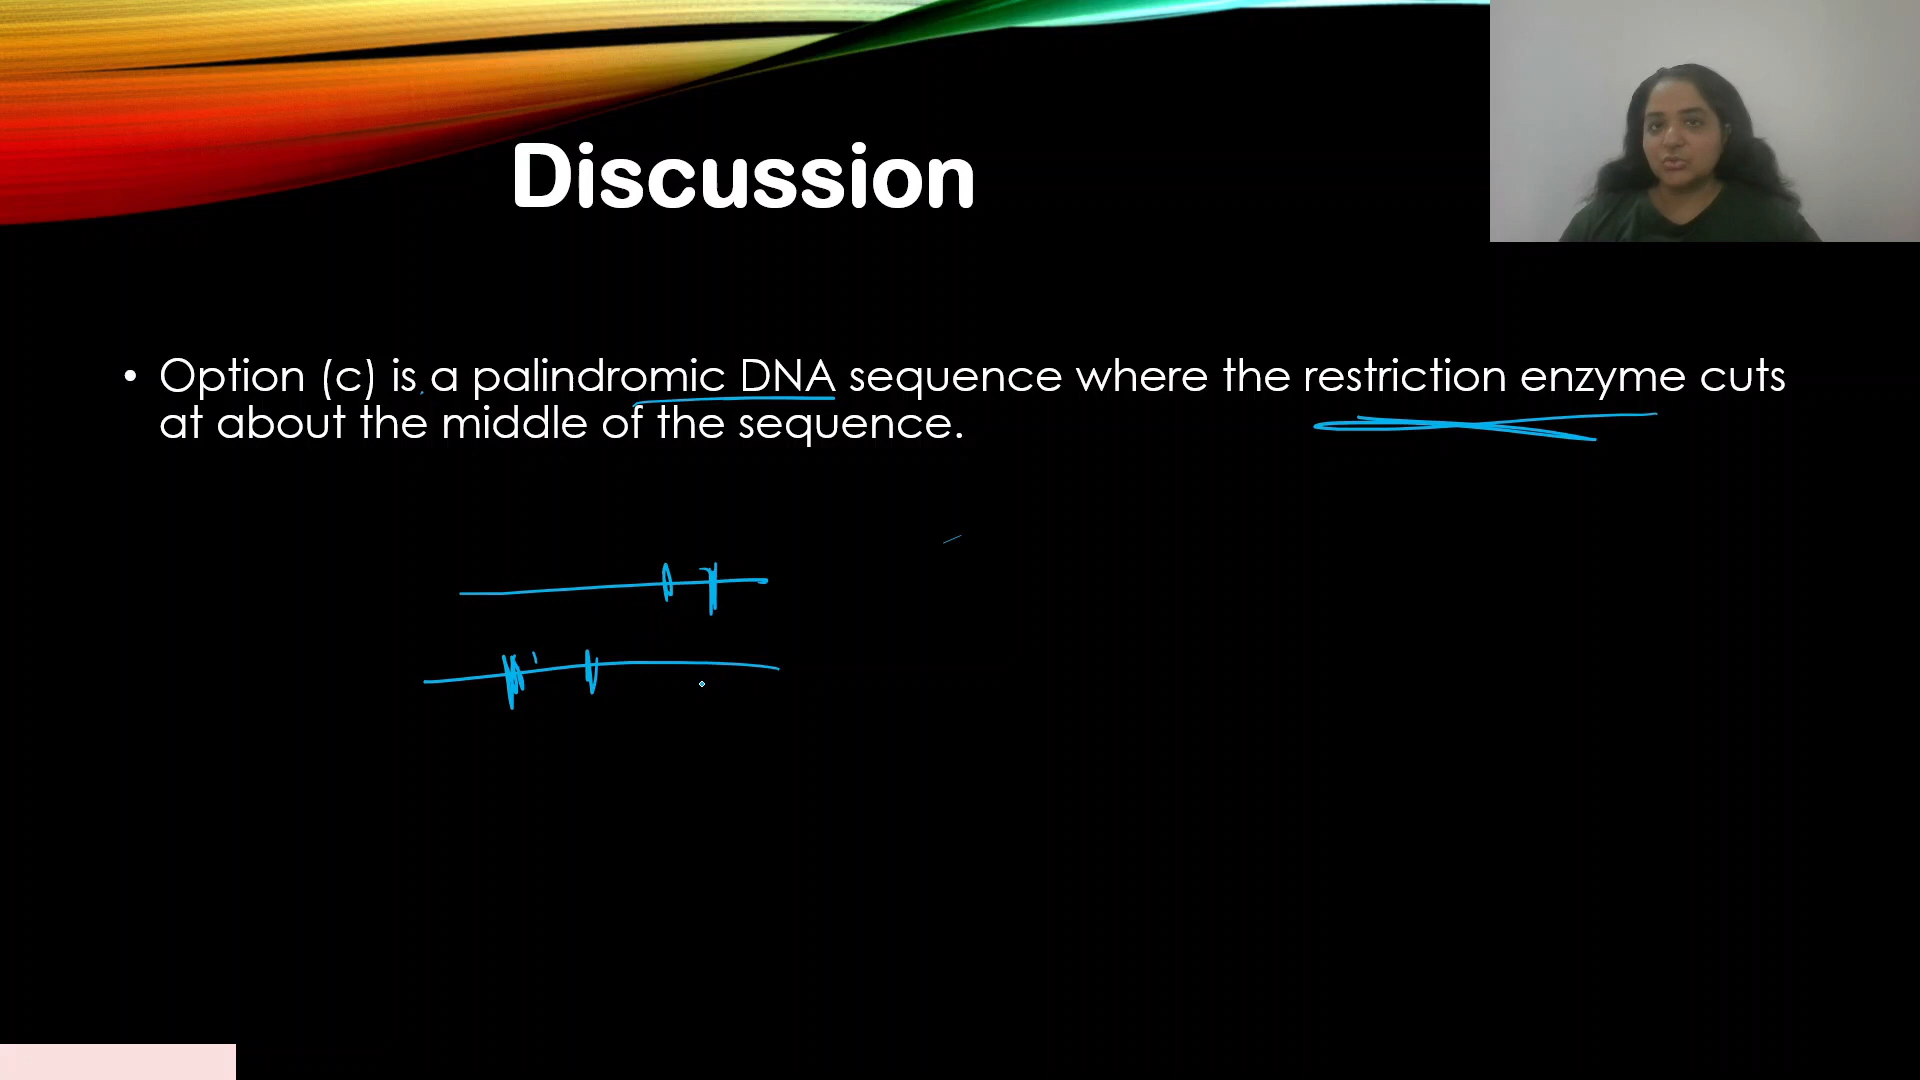 Discussion
• Option (c) is a palindromic DNA sequence where the restriction enzyme cuts
at about the middle of the sequence.